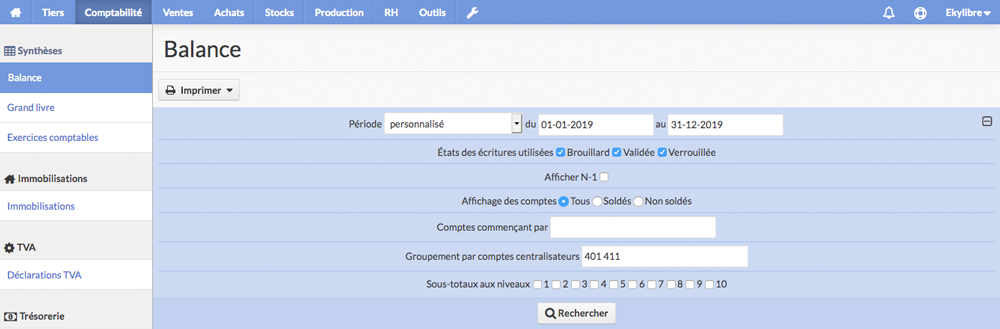 Tiers Comptabilité Ventes Achats Stocks Production RH Outils Ekylibre
Synthèses
Balance
Grand livre
Exercices comptables
Immobilisations
Immobilisations
TVA
Déclarations TVA
Trésorerie
Balance
Imprimer
Période personnalisé du 01-01-2019 au 31-12-2019
États des écritures utilisées Brouillard Validée Verrouillée
Afficher N-1
Affichage des comptes Tous Soldés Non soldés
Comptes commençant par
Groupement par comptes centralisateurs 401 411
Sous-totaux aux niveaux 1 2 3 4 5 6 7 8 9 10
Rechercher